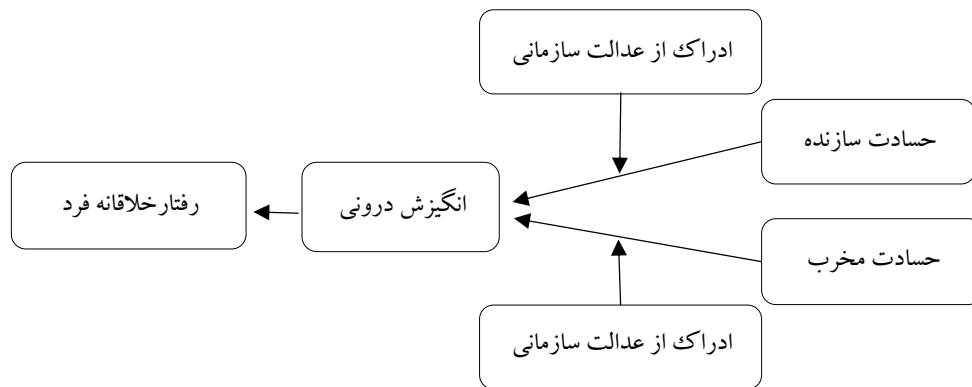 ادراک از عدالت سازمانی
حسادت سازنده
انگیزش درونی
رفتارخلاقانه فرد
حسادت مخرب
ادراک از عدالت سازمانی